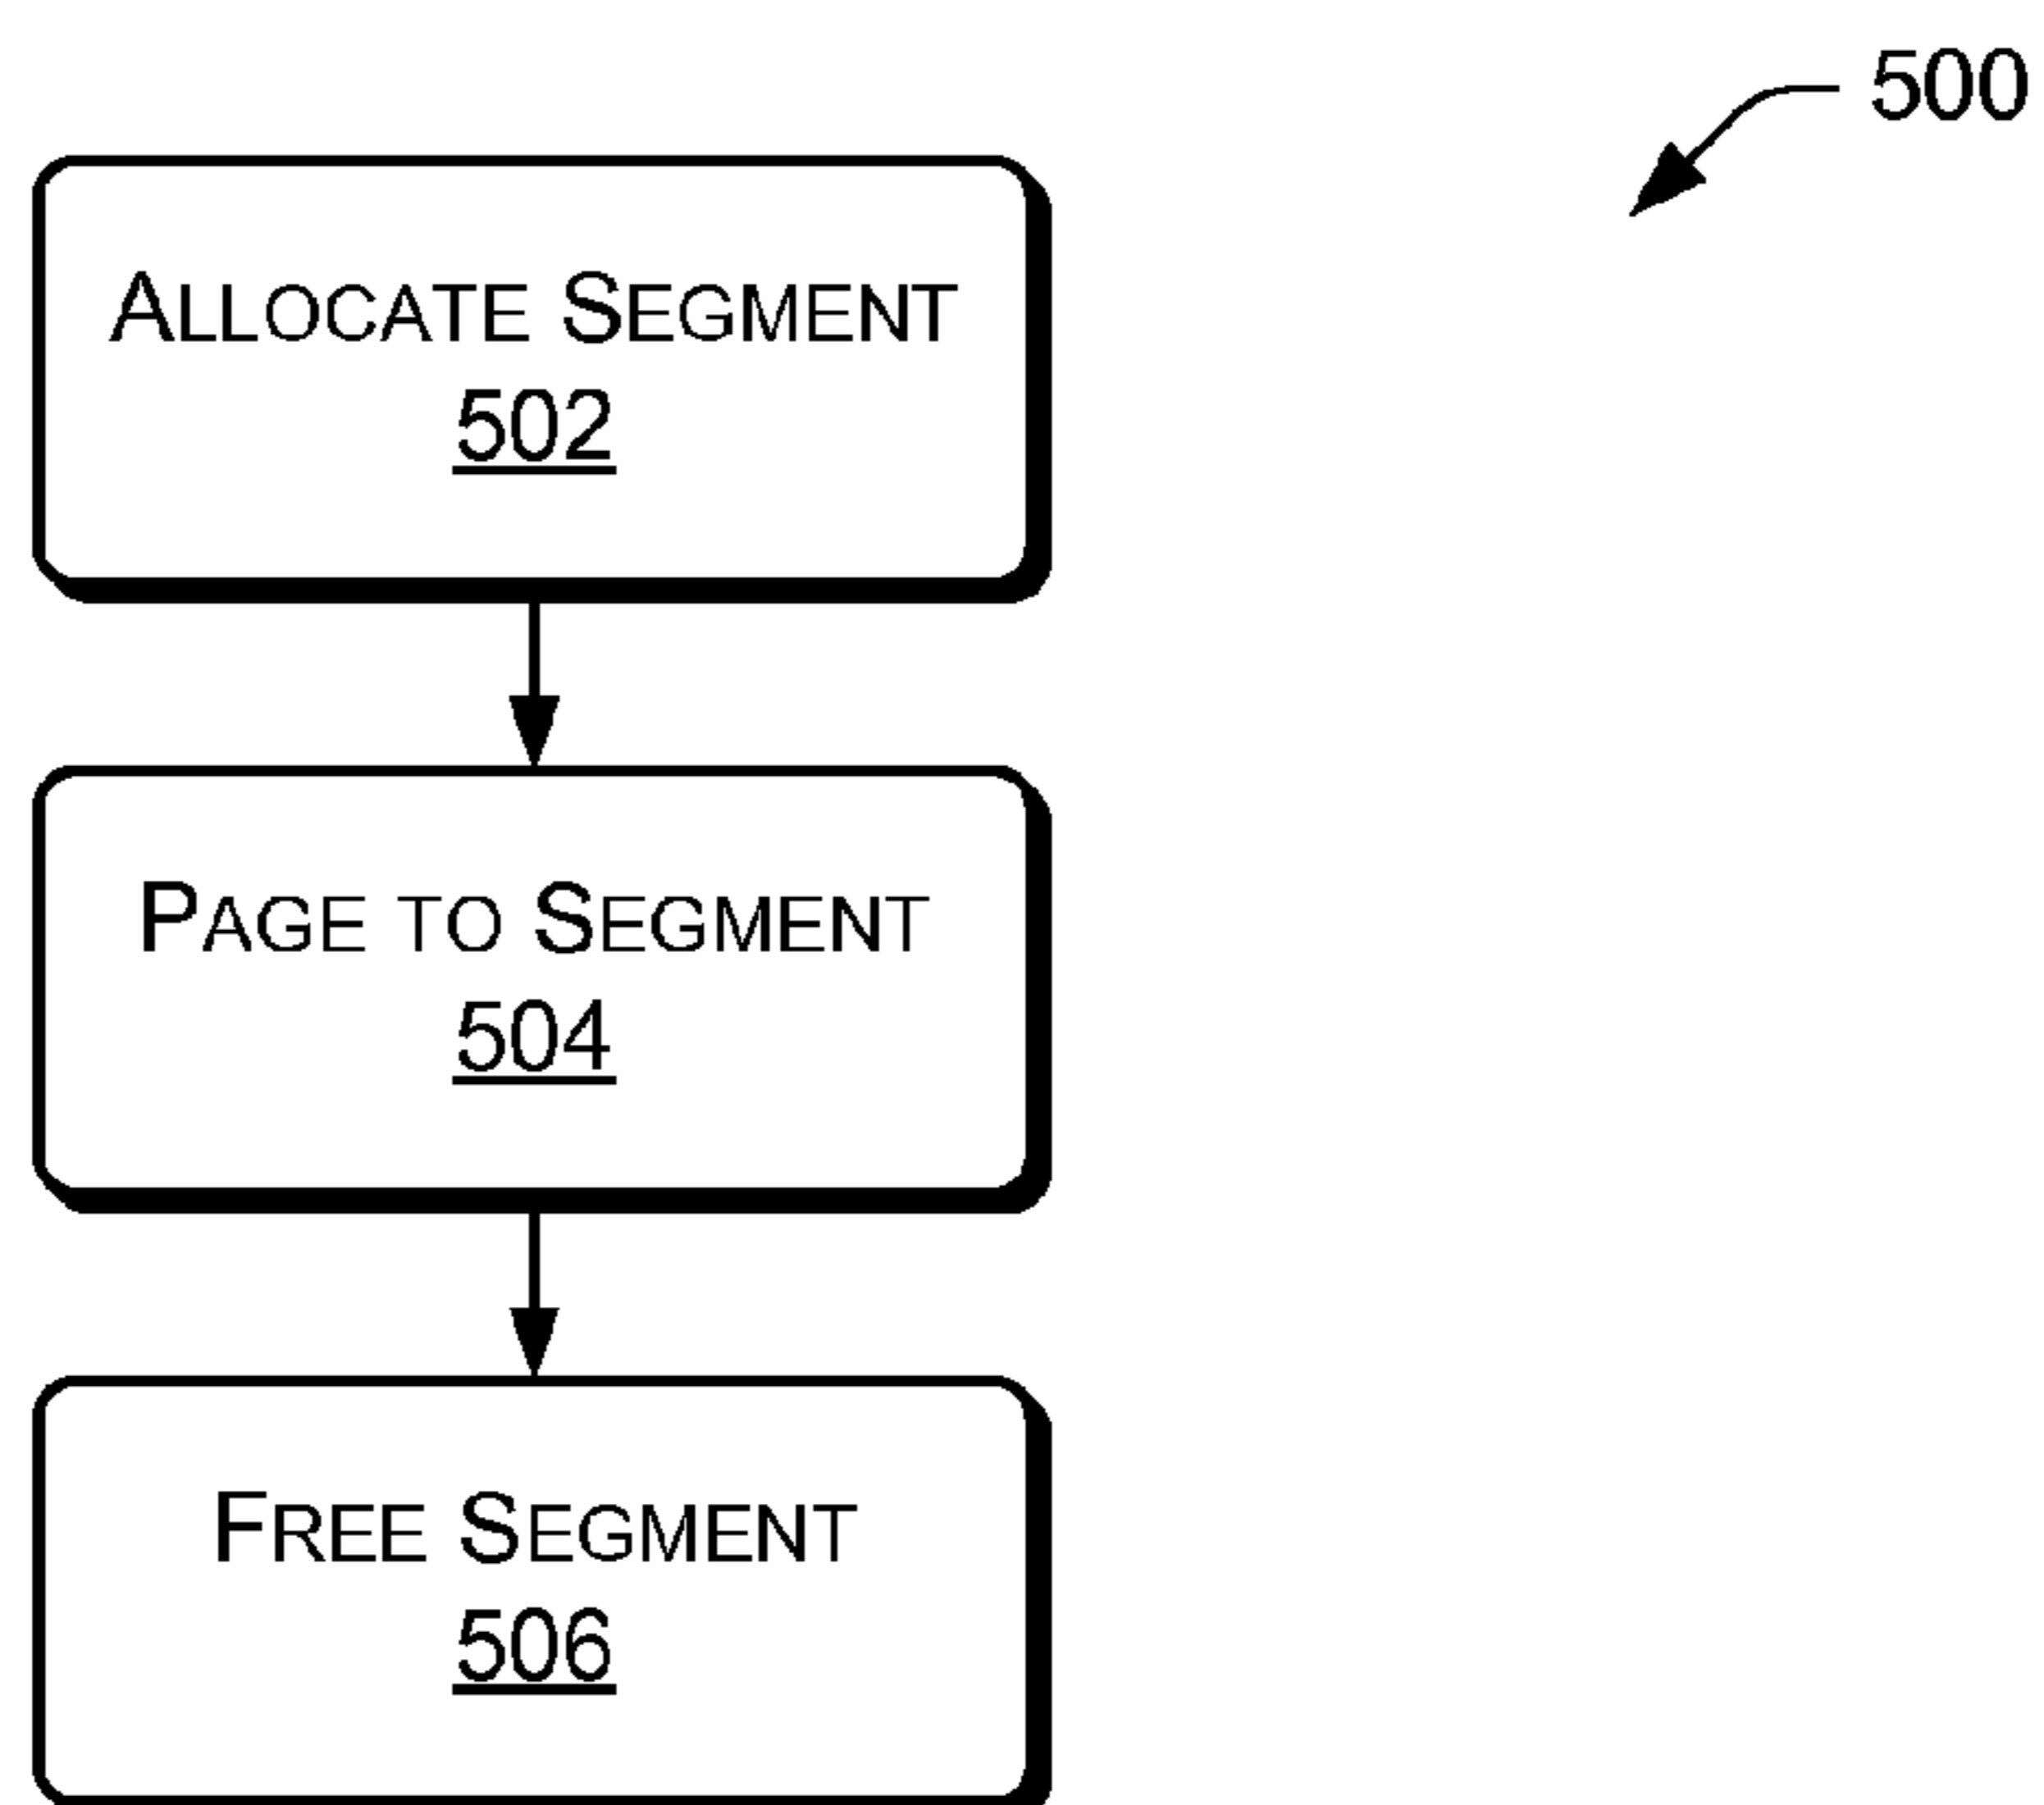 500
ALLOCATE SEGMENT
502
PAGE TO SEGMENT
504
FREE SEGMENT
506